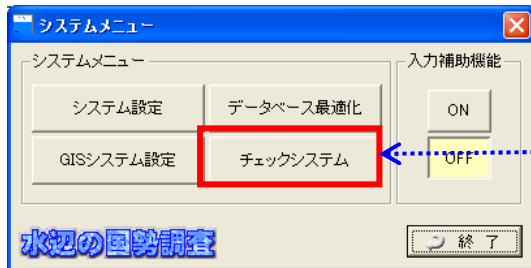 システムメニュー
システムメニュー
入力補助機能
システム設定
データベース最適化
ON
GISシステム設定
チェックシステム
OFF
水辺の国勢調査
終 了